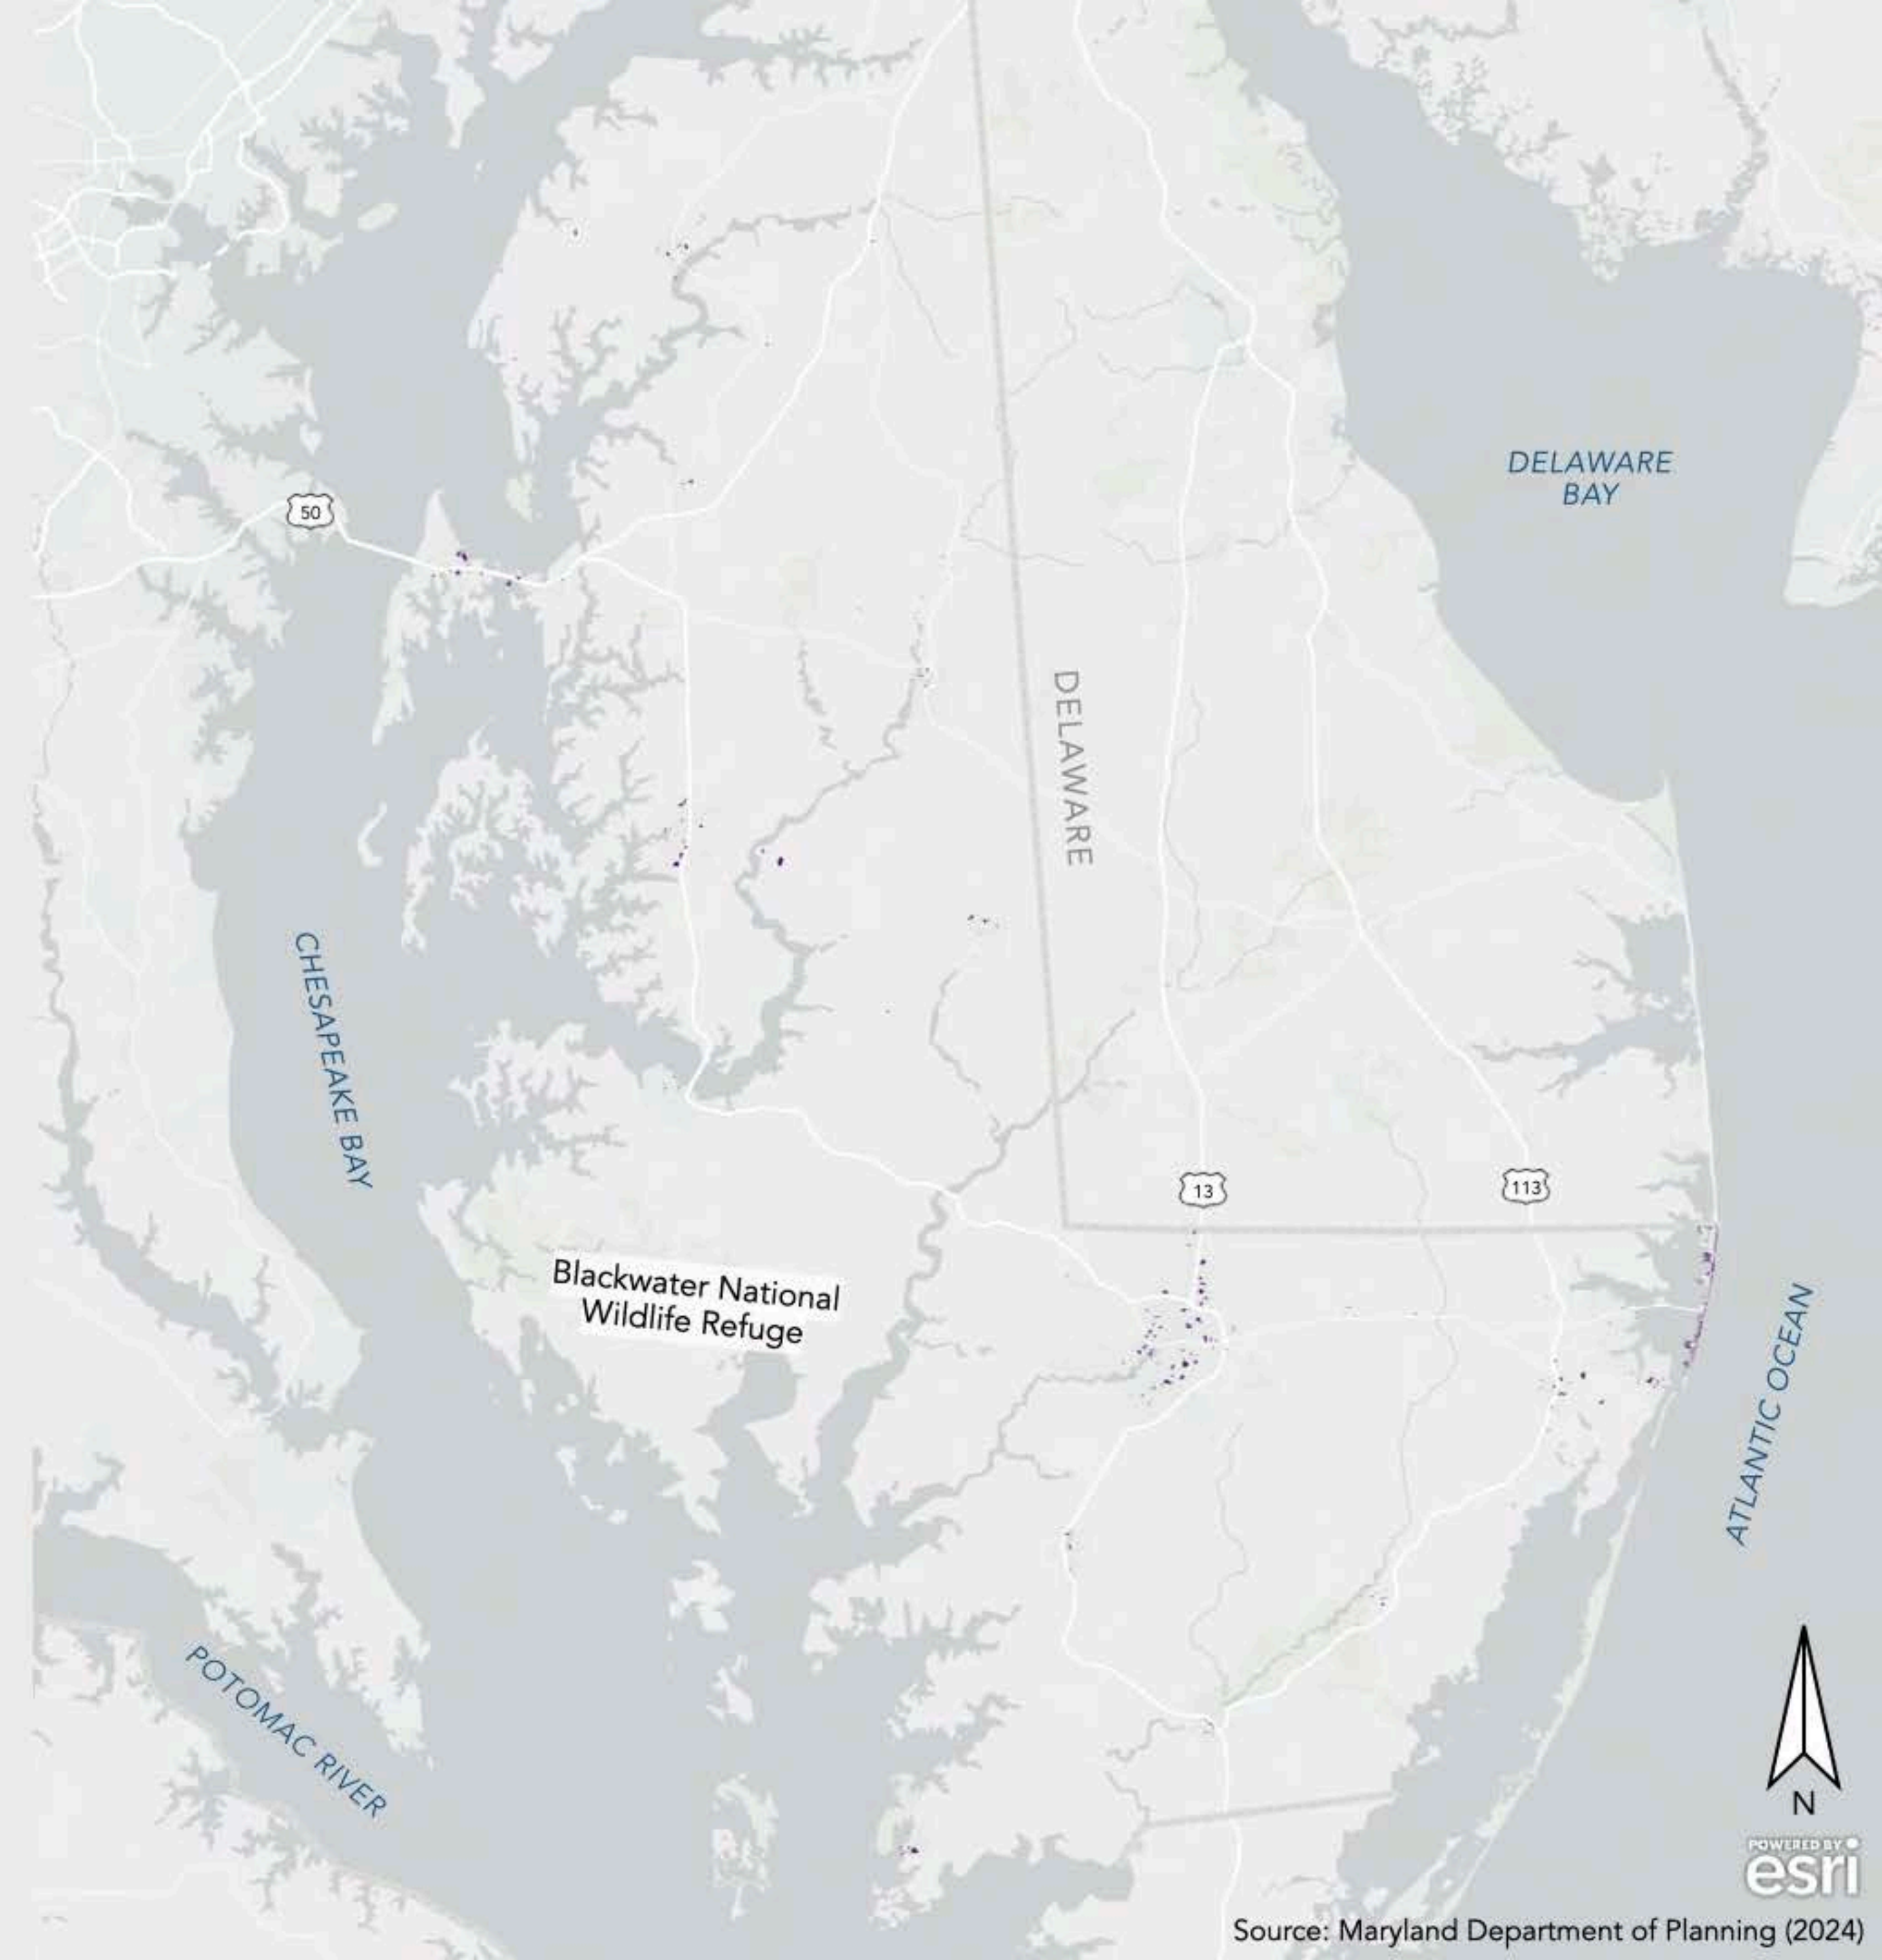 DELAWARE
BAY
50
DELAWARE
CHESAPEAKE BAY
13
113
Blackwater National
Wildlife Refuge
ATLANTIC OCEAN
POTOMAC RIVER
N
POWERED BY
esri
Source: Maryland Department of Planning (2024)